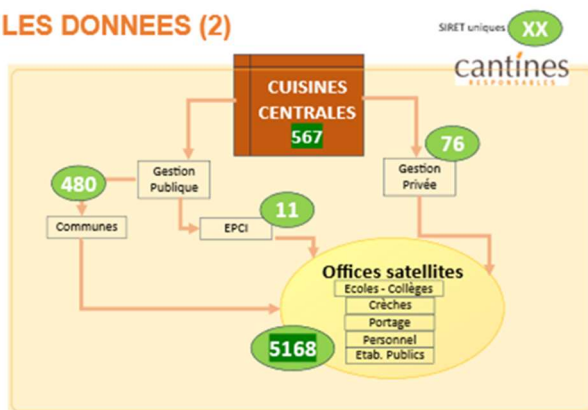 LES DONNEES (2)
SIRET uniques XX
cantines
RESPONSABLES
CUISINES
CENTRALES
567
480
Gestion
Publique
76
Gestion
Privée
Communes
11
EPCI
Offices satellites
Ecoles - Collèges
Crèches
Portage
Personnel
Etab. Publics
5168